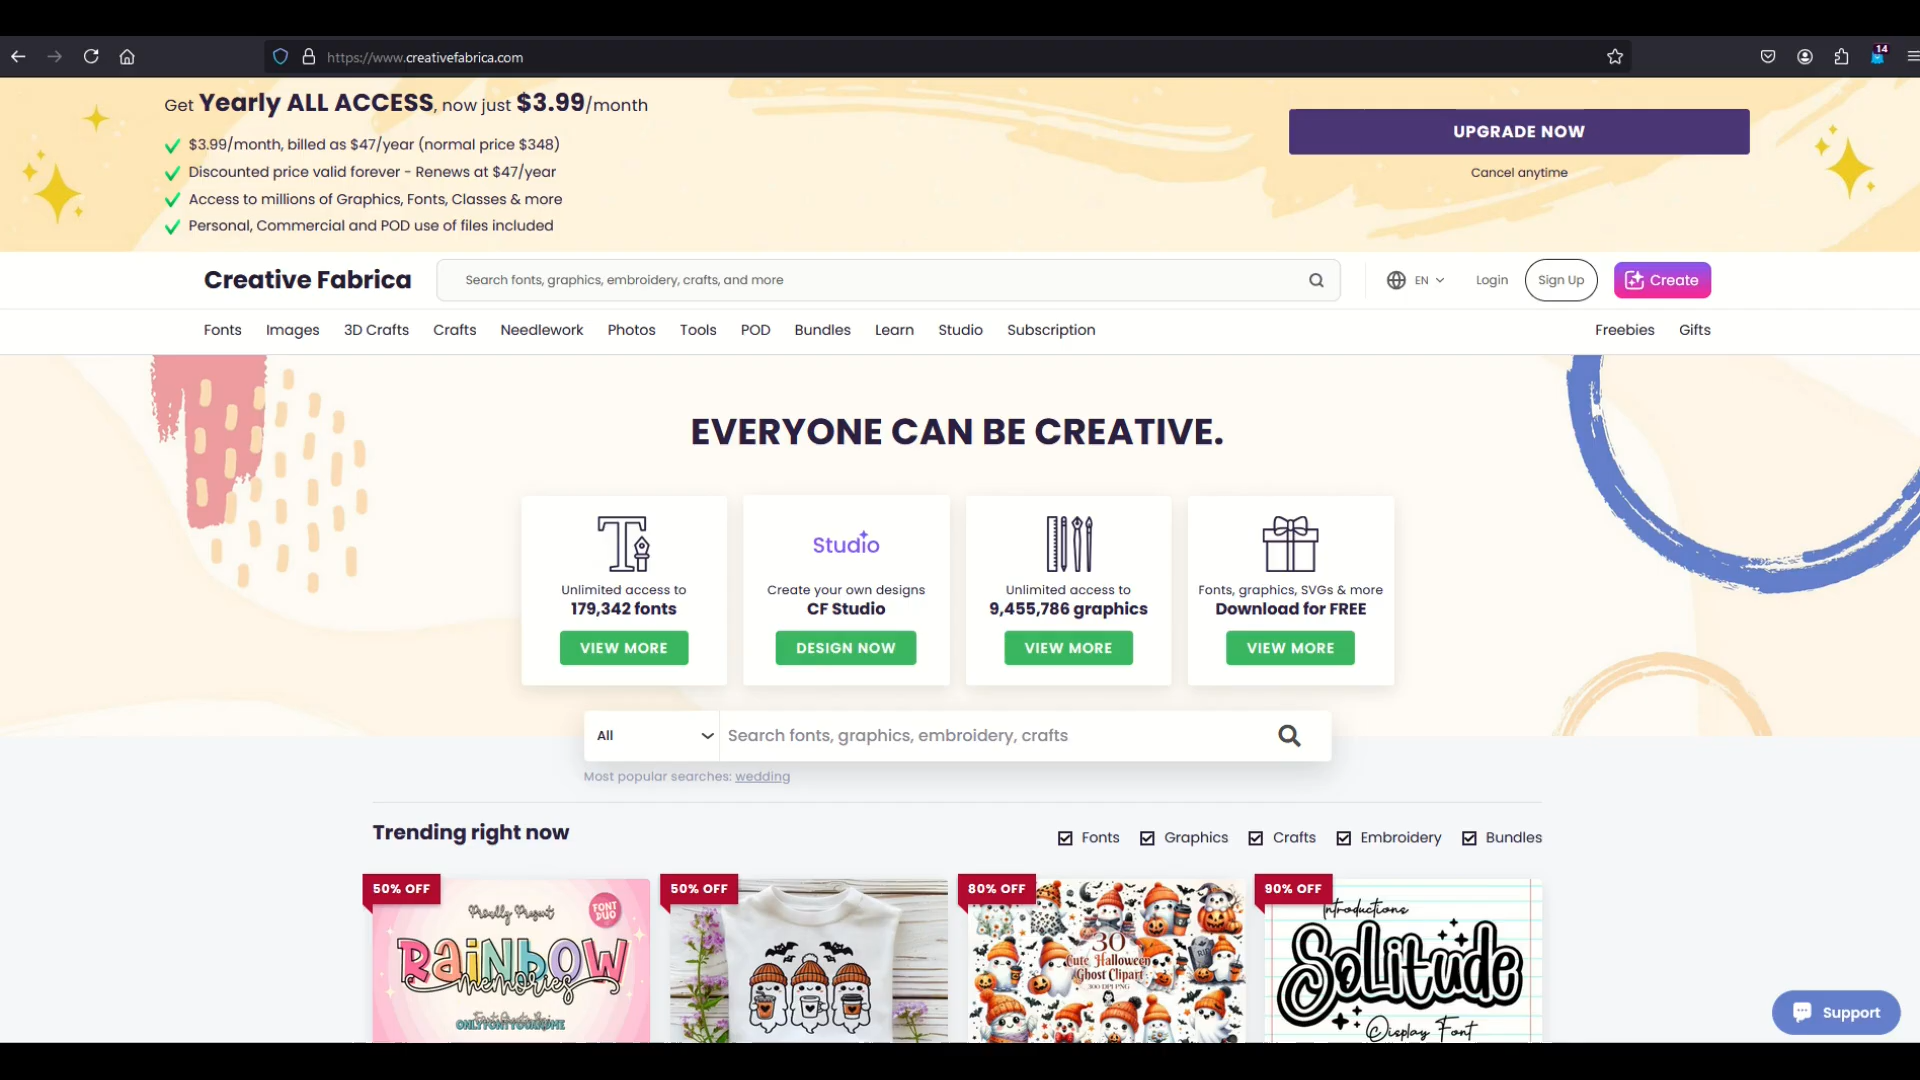 https://www.creativefabrica.com
14
Get Yearly ALL ACCESS, now just $3.99/month
$3.99/month, billed as $47/year (normal price $348)
Discounted price valid forever - Renews at $47/year
Access to millions of Graphics, Fonts, Classes & more
Personal, Commercial and POD use of files included
UPGRADE NOW
Cancel anytime
Creative Fabrica
Search fonts, graphics, embroidery, crafts, and more
EN
Login
Sign Up
Create
Fonts Images 3D Crafts Crafts Needlework Photos Tools POD Bundles Learn Studio Subscription Freebies Gifts
EVERYONE CAN BE CREATIVE.
Unlimited access to
179,342 fonts
VIEW MORE
Studio
Create your own designs
CF Studio
DESIGN NOW
Unlimited access to
9,455,786 graphics
VIEW MORE
Fonts, graphics, SVGs & more
Download for FREE
VIEW MORE
All
Search fonts, graphics, embroidery, crafts
Most popular searches: wedding
Trending right now
Fonts Graphics Crafts Embroidery Bundles
50% OFF
Proudly Present
FONT
DUO
RAINBOW
memories
50% OFF
80% OFF
30
Cute Halloween
Ghost Clipart
300 DPI PNG
90% OFF
Introductions
Solitude
Display Font
Support